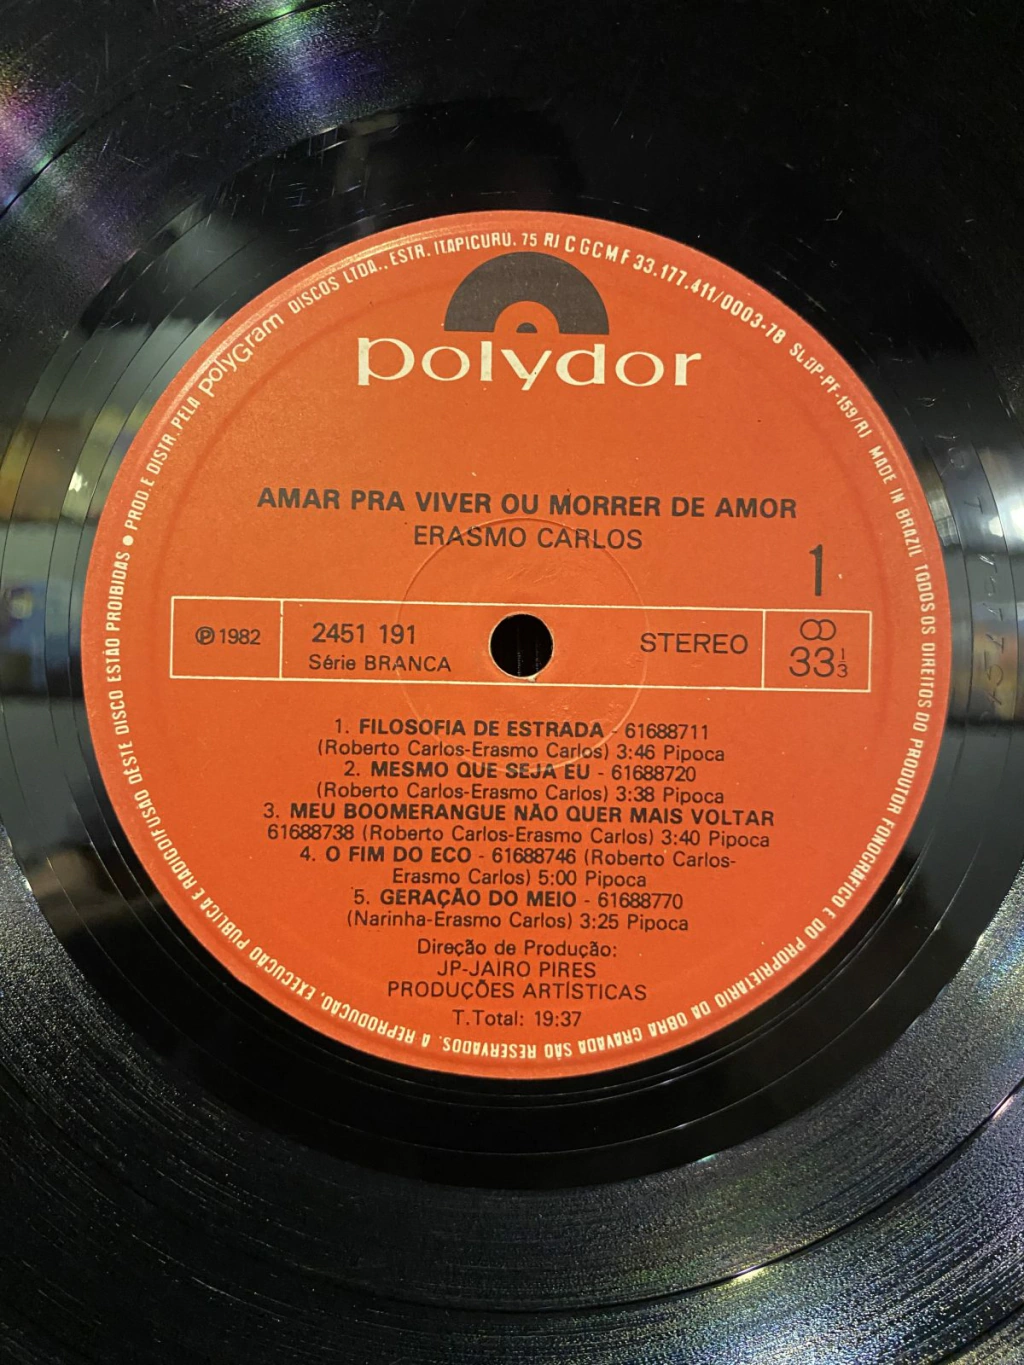 ● PROD. E DISTR. PELA PolyGram DISCOS LTDA., ESTR. ITAPICURU, 75 RJ C G C M F 33.177.411/0003-78 SCDP-PF-159/RJ MADE IN BRAZIL TODOS OS DIREITOS DO PRODUTOR FONOGRÁFICO E DO PROPRIETÁRIO DA OBRA GRAVADA SÃO RESERVADOS. A REPRODUÇÃO, EXECUÇÃO PÚBLICA E RADIODIFUSÃO DESTE DISCO ESTÃO PROIBIDAS
polydor
AMAR PRA VIVER OU MORRER DE AMOR
ERASMO CARLOS
1
℗ 1982
2451 191
Série BRANCA
STEREO
33 1/3
1. FILOSOFIA DE ESTRADA - 61688711
(Roberto Carlos-Erasmo Carlos) 3:46 Pipoca
2. MESMO QUE SEJA EU - 61688720
(Roberto Carlos-Erasmo Carlos) 3:38 Pipoca
3. MEU BOOMERANGUE NÃO QUER MAIS VOLTAR
61688738 (Roberto Carlos-Erasmo Carlos) 3:40 Pipoca
4. O FIM DO ECO - 61688746 (Roberto Carlos-
Erasmo Carlos) 5:00 Pipoca
5. GERAÇÃO DO MEIO - 61688770
(Narinha-Erasmo Carlos) 3:25 Pipoca
Direção de Produção:
JP-JAIRO PIRES
PRODUÇÕES ARTÍSTICAS
T.Total: 19:37